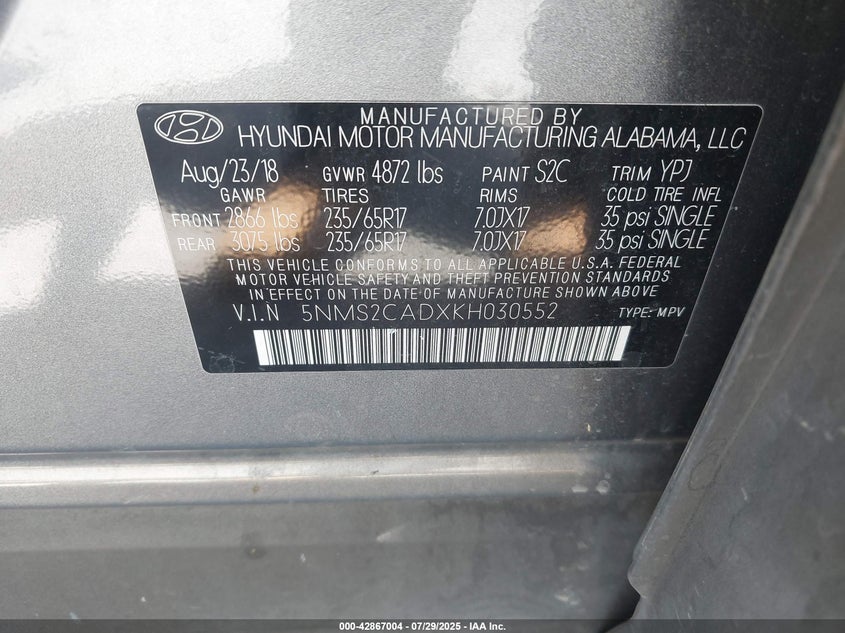 MANUFACTURED BY
HYUNDAI MOTOR MANUFACTURING ALABAMA, LLC
Aug/23/18 GVWR 4872 lbs PAINT S2C TRIM YPJ
GAWR TIRES RIMS COLD TIRE INFL
FRONT 2866 lbs 235/65R17 7.0JX17 35 psi SINGLE
REAR 3075 lbs 235/65R17 7.0JX17 35 psi SINGLE
THIS VEHICLE CONFORMS TO ALL APPLICABLE U.S.A. FEDERAL
MOTOR VEHICLE SAFETY AND THEFT PREVENTION STANDARDS
IN EFFECT ON THE DATE OF MANUFACTURE SHOWN ABOVE
V.I.N 5NMS2CADXKH030552 TYPE: MPV
000-42867004 | 07/29/2025 - IAA Inc.